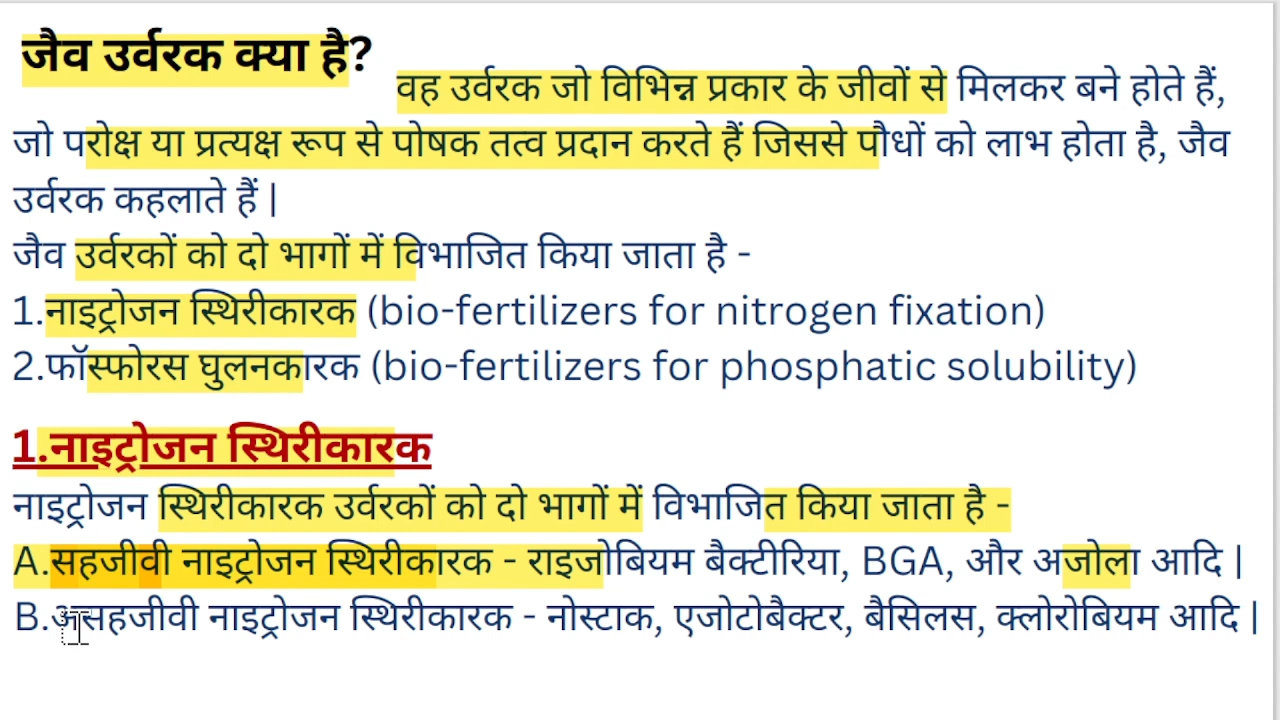 जैव उर्वरक क्या है?
वह उर्वरक जो विभिन्न प्रकार के जीवों से मिलकर बने होते हैं,
जो परोक्ष या प्रत्यक्ष रूप से पोषक तत्व प्रदान करते हैं जिससे पौधों को लाभ होता है, जैव
उर्वरक कहलाते हैं |
जैव उर्वरकों को दो भागों में विभाजित किया जाता है -
1.नाइट्रोजन स्थिरीकारक (bio-fertilizers for nitrogen fixation)
2.फॉस्फोरस घुलनकारक (bio-fertilizers for phosphatic solubility)
1.नाइट्रोजन स्थिरीकारक
नाइट्रोजन स्थिरीकारक उर्वरकों को दो भागों में विभाजित किया जाता है -
A.सहजीवी नाइट्रोजन स्थिरीकारक - राइजोबियम बैक्टीरिया, BGA, और अजोला आदि |
B.असहजीवी नाइट्रोजन स्थिरीकारक - नोस्टाक, एजोटोबैक्टर, बैसिलस, क्लोरोबियम आदि |